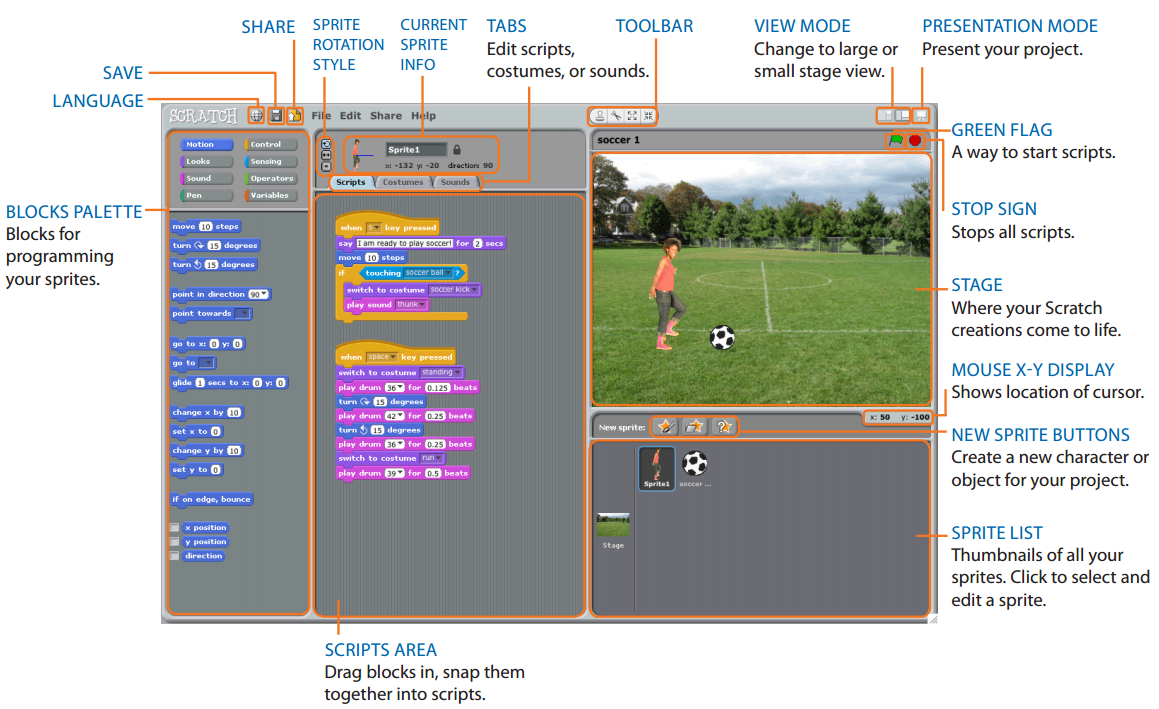 SHARE
SPRITE
ROTATION
STYLE
CURRENT
SPRITE
INFO
TABS
Edit scripts,
costumes, or sounds.
TOOLBAR
VIEW MODE
Change to large or
small stage view.
PRESENTATION MODE
Present your project.
SAVE
LANGUAGE
SCRATCH
File Edit Share Help
Motion Control
Looks Sensing
Sound Operators
Pen Variables
Sprite1
x: -132 y: -20 direction: 90
Scripts Costumes Sounds
soccer 1
GREEN FLAG
A way to start scripts.
STOP SIGN
Stops all scripts.
BLOCKS PALETTE
Blocks for
programming
your sprites.
move 10 steps
turn 15 degrees
turn 15 degrees
point in direction 90
point towards
go to x: 0 y: 0
go to
glide 1 secs to x: 0 y: 0
change x by 10
set x to 0
change y by 10
set y to 0
if on edge, bounce
x position
y position
direction
when s key pressed
say I am ready to play soccer! for 2 secs
move 10 steps
if touching soccer ball ?
switch to costume soccer kick
play sound thunk
when space key pressed
switch to costume standing
play drum 36 for 0.125 beats
turn 15 degrees
play drum 42 for 0.25 beats
turn 15 degrees
play drum 36 for 0.25 beats
switch to costume run
play drum 39 for 0.5 beats
STAGE
Where your Scratch
creations come to life.
MOUSE X-Y DISPLAY
Shows location of cursor.
x: 50 y: -100
New sprite:
NEW SPRITE BUTTONS
Create a new character or
object for your project.
Sprite1 soccer ...
Stage
SPRITE LIST
Thumbnails of all your
sprites. Click to select and
edit a sprite.
SCRIPTS AREA
Drag blocks in, snap them
together into scripts.